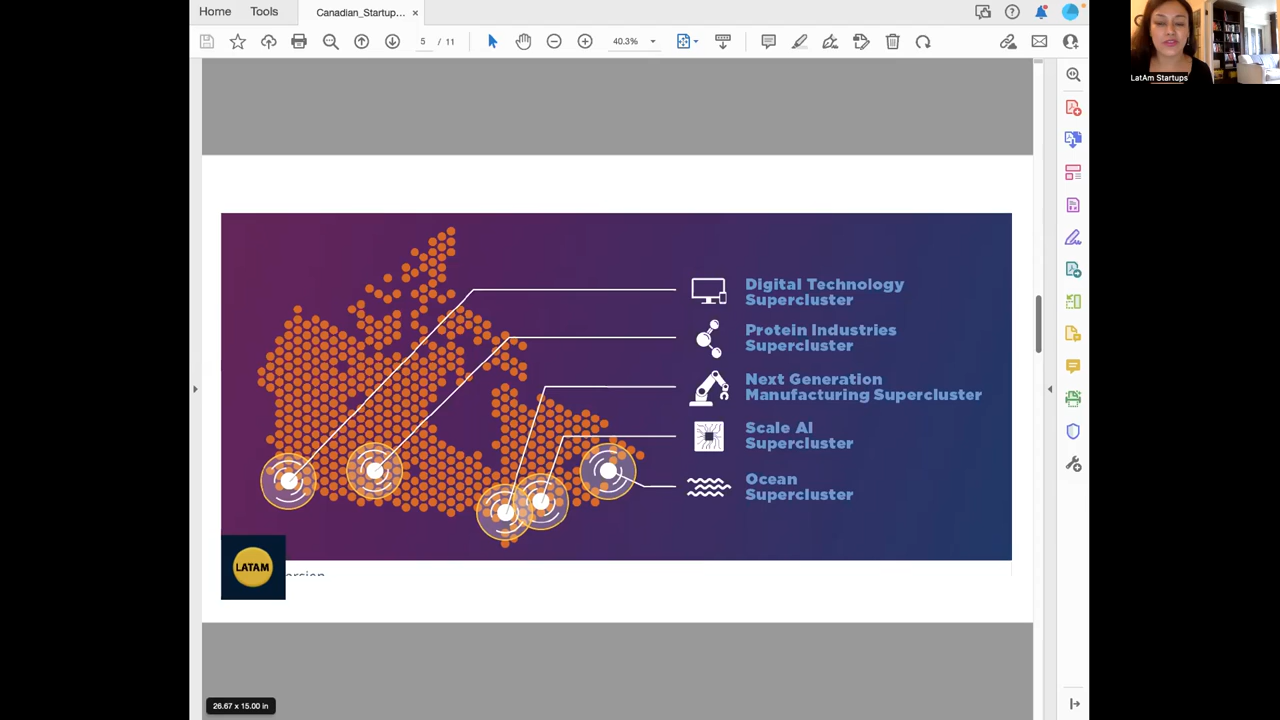 Home
Tools
Canadian_Startup...
×
5 / 11
40.3%
LatAm Startups
Digital Technology
Supercluster
Protein Industries
Supercluster
Next Generation
Manufacturing Supercluster
Scale AI
Supercluster
Ocean
Supercluster
LATAM
26.67 x 15.00 in